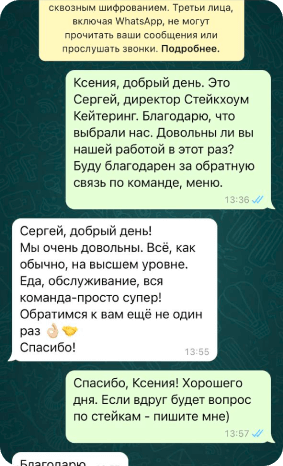 сквозным шифрованием. Третьи лица,
включая WhatsApp, не могут
прочитать ваши сообщения или
прослушать звонки. Подробнее.
Ксения, добрый день. Это
Сергей, директор Стейкхоум
Кейтеринг. Благодарю, что
выбрали нас. Довольны ли вы
нашей работой в этот раз?
Буду благодарен за обратную
связь по команде, меню.
13:36
Сергей, добрый день!
Мы очень довольны. Всё, как
обычно, на высшем уровне.
Еда, обслуживание, вся
команда-просто супер!
Обратимся к вам ещё не один
раз 👌🏻🤝
Спасибо!
13:55
Спасибо, Ксения! Хорошего
дня. Если вдруг будет вопрос
по стейкам - пишите мне)
13:57
Благодарю